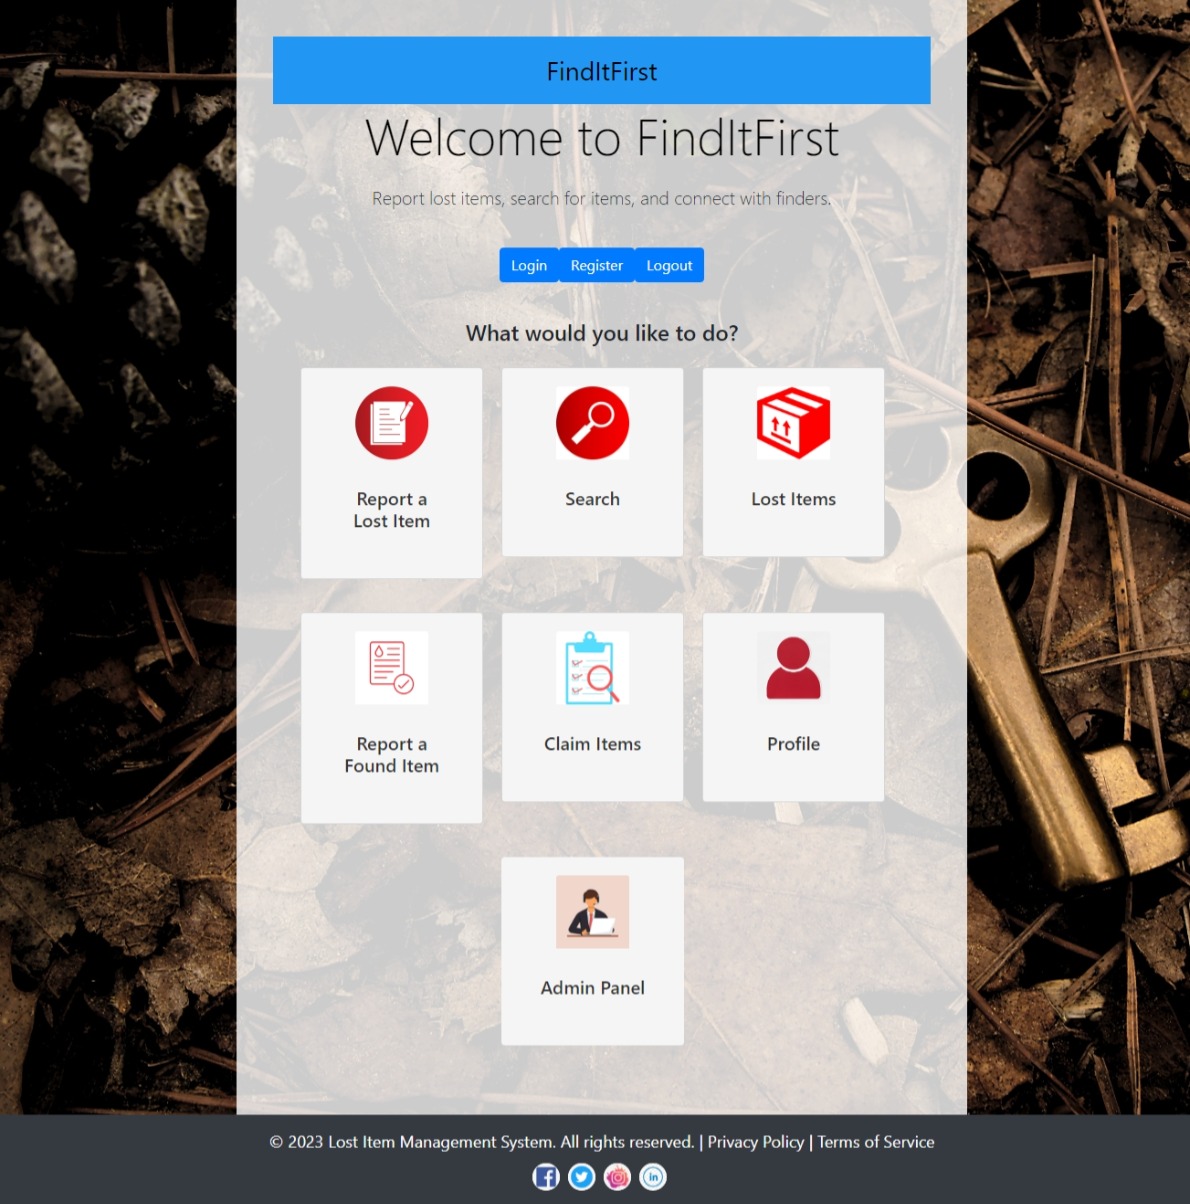 FindItFirst
Welcome to FindItFirst
Report lost items, search for items, and connect with finders.
Login Register Logout
What would you like to do?
Report a
Lost Item
Search
Lost Items
Report a
Found Item
Claim Items
Profile
Admin Panel
© 2023 Lost Item Management System. All rights reserved. | Privacy Policy | Terms of Service
in